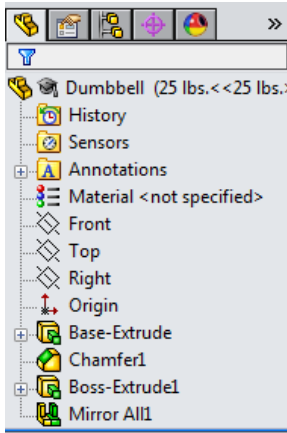 »
Dumbbell (25 lbs.<<25 lbs.>
History
Sensors
A Annotations
Material <not specified>
Front
Top
Right
Origin
Base-Extrude
Chamfer1
Boss-Extrude1
Mirror All1